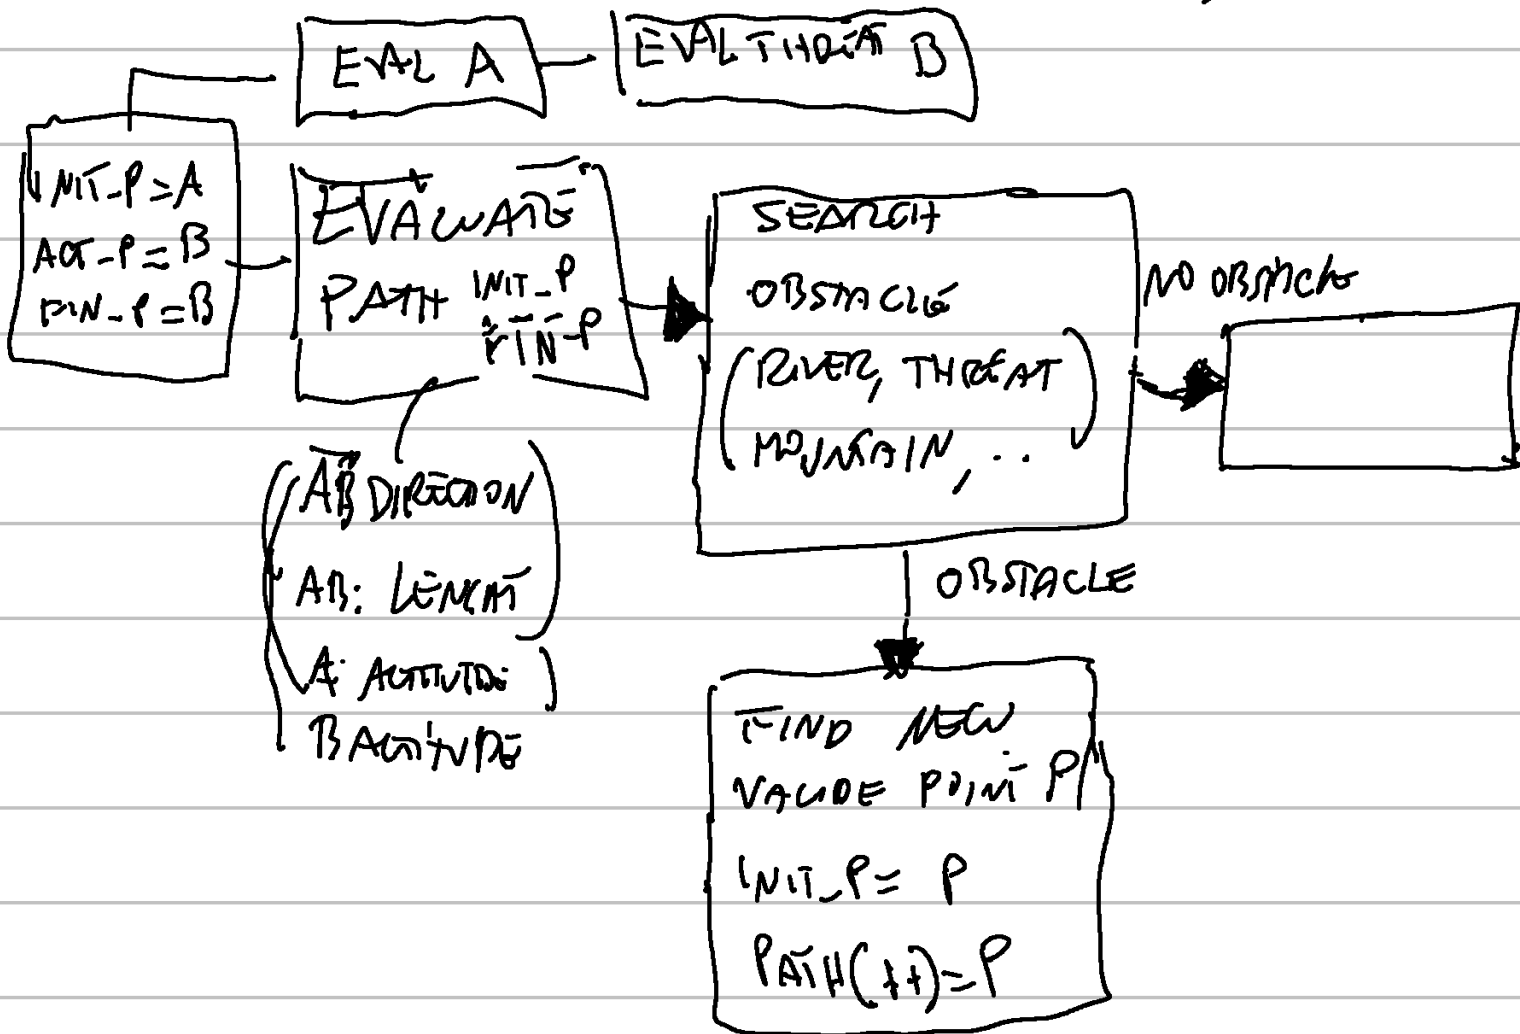 EVAL A
EVAL THREAT B
INIT_P=A
ACT_P=B
FIN_P=B
EVALUATE
PATH INIT_P
FIN_P
SEARCH
OBSTACLE
(RIVER, THREAT
MOUNTAIN, ..)
NO OBSTACLE
AB DIRECTION
AB: LENGHT
A: ALTITUDE
B ALTITUDE
OBSTACLE
FIND NEW
VALIDE POINT P
INIT_P= P
PATH(++)=P